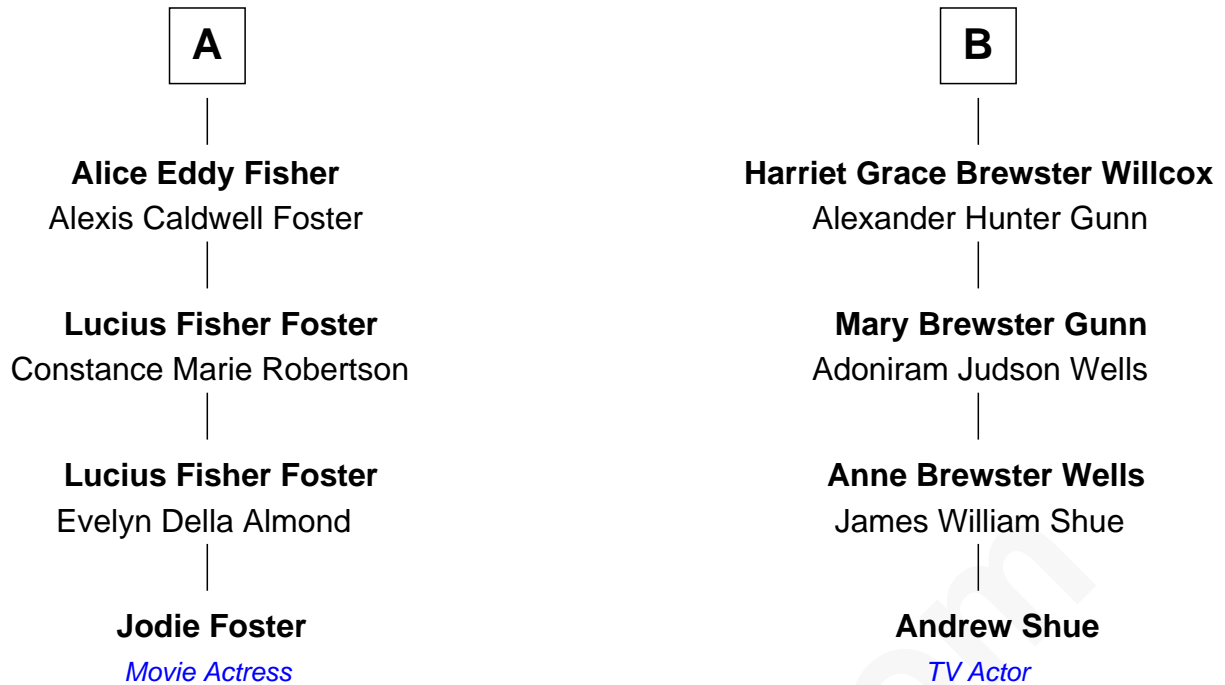 A
Alice Eddy Fisher
Alexis Caldwell Foster
Lucius Fisher Foster
Constance Marie Robertson
Lucius Fisher Foster
Evelyn Della Almond
Jodie Foster
Movie Actress
B
Harriet Grace Brewster Willcox
Alexander Hunter Gunn
Mary Brewster Gunn
Adoniram Judson Wells
Anne Brewster Wells
James William Shue
Andrew Shue
TV Actor